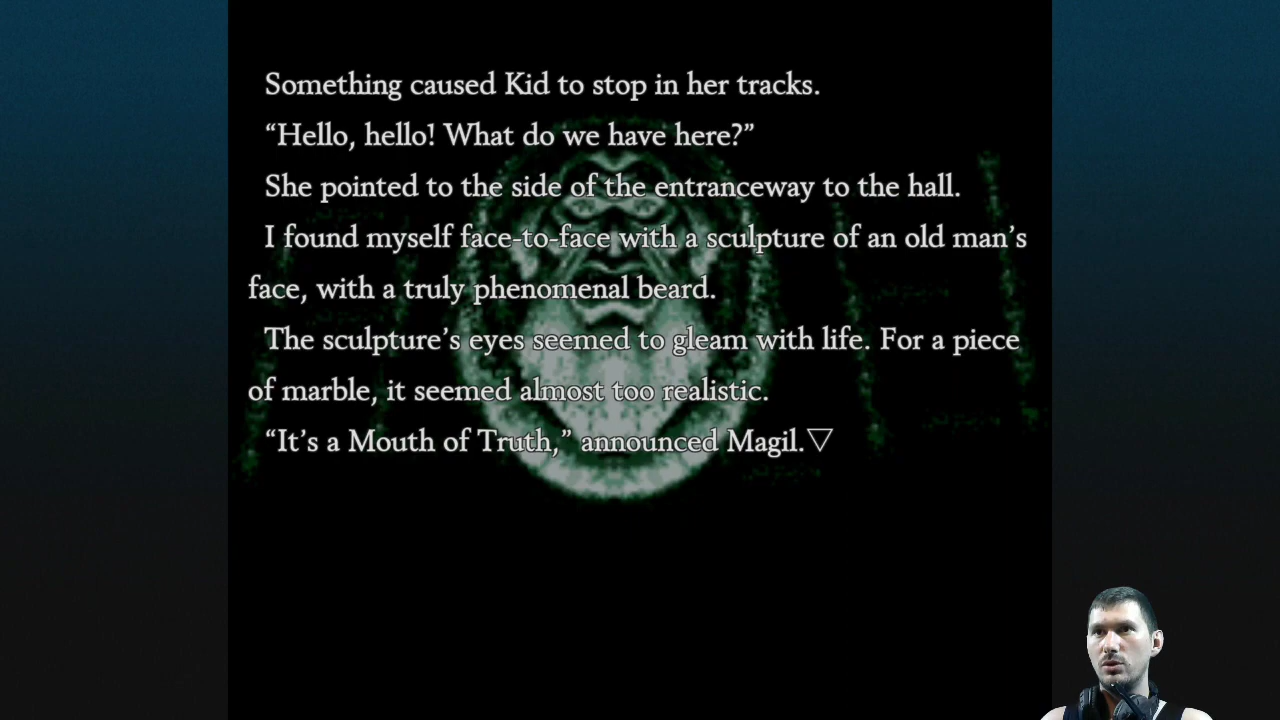 Something caused Kid to stop in her tracks.
“Hello, hello! What do we have here?”
She pointed to the side of the entranceway to the hall.
I found myself face-to-face with a sculpture of an old man’s
face, with a truly phenomenal beard.
The sculpture’s eyes seemed to gleam with life. For a piece
of marble, it seemed almost too realistic.
“It’s a Mouth of Truth,” announced Magil.▽